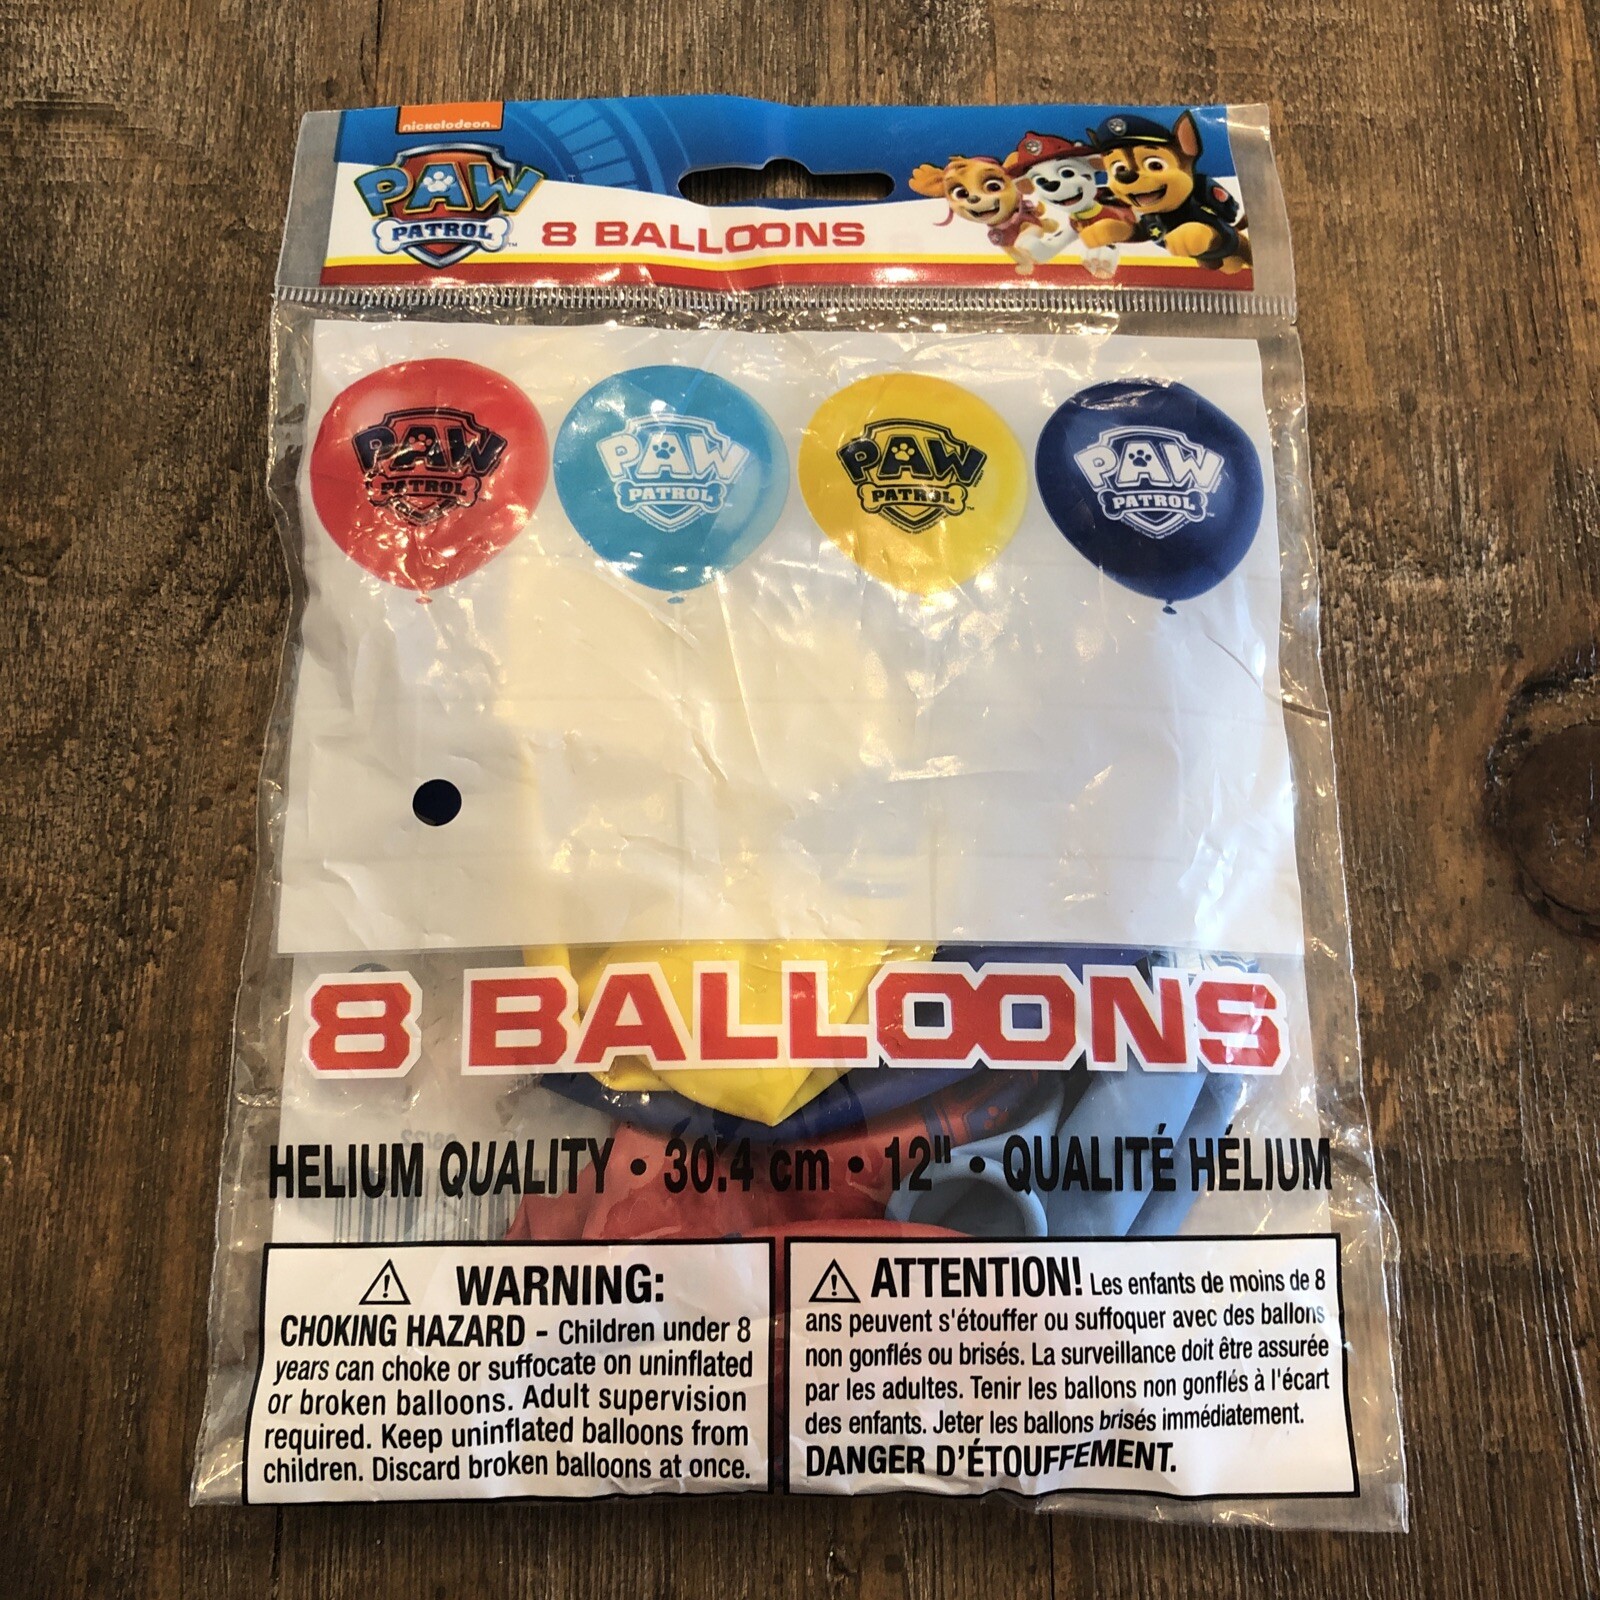 nickelodeon™
PAW
PATROL™
8 BALLOONS
PAW
PATROL
PAW
PATROL
PAW
PATROL™
PAW
PATROL™
8 BALLOONS
HELIUM QUALITY • 30.4 cm • 12" • QUALITÉ HÉLIUM
⚠ WARNING:
CHOKING HAZARD - Children under 8
years can choke or suffocate on uninflated
or broken balloons. Adult supervision
required. Keep uninflated balloons from
children. Discard broken balloons at once.
⚠ ATTENTION! Les enfants de moins de 8
ans peuvent s'étouffer ou suffoquer avec des ballons
non gonflés ou brisés. La surveillance doit être assurée
par les adultes. Tenir les ballons non gonflés à l'écart
des enfants. Jeter les ballons brisés immédiatement.
DANGER D'ÉTOUFFEMENT.